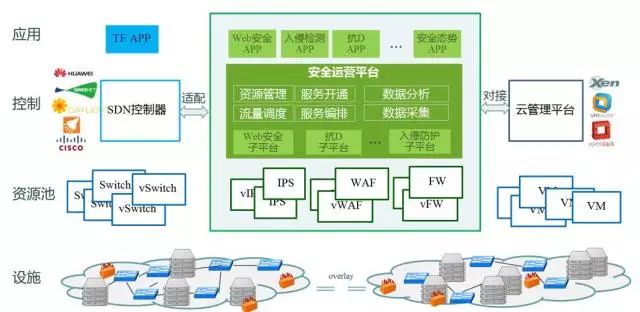 应用
TF APP
Web安全
APP
入侵检测
APP
抗D
APP
...
安全态势
APP
控制
HUAWEI
CISCO
SDN控制器
适配
安全运营平台
资源管理
服务开通
数据分析
流量调度
服务编排
数据采集
Web安全
子平台
抗D
子平台
...
入侵防护
子平台
对接
云管理平台
Xen
vmware
openstack
资源池
Switch
vSwitch
Switch
vSwitch
IPS
vIPS
WAF
vWAF
FW
vFW
VM
VM
VM
VM
设施
overlay